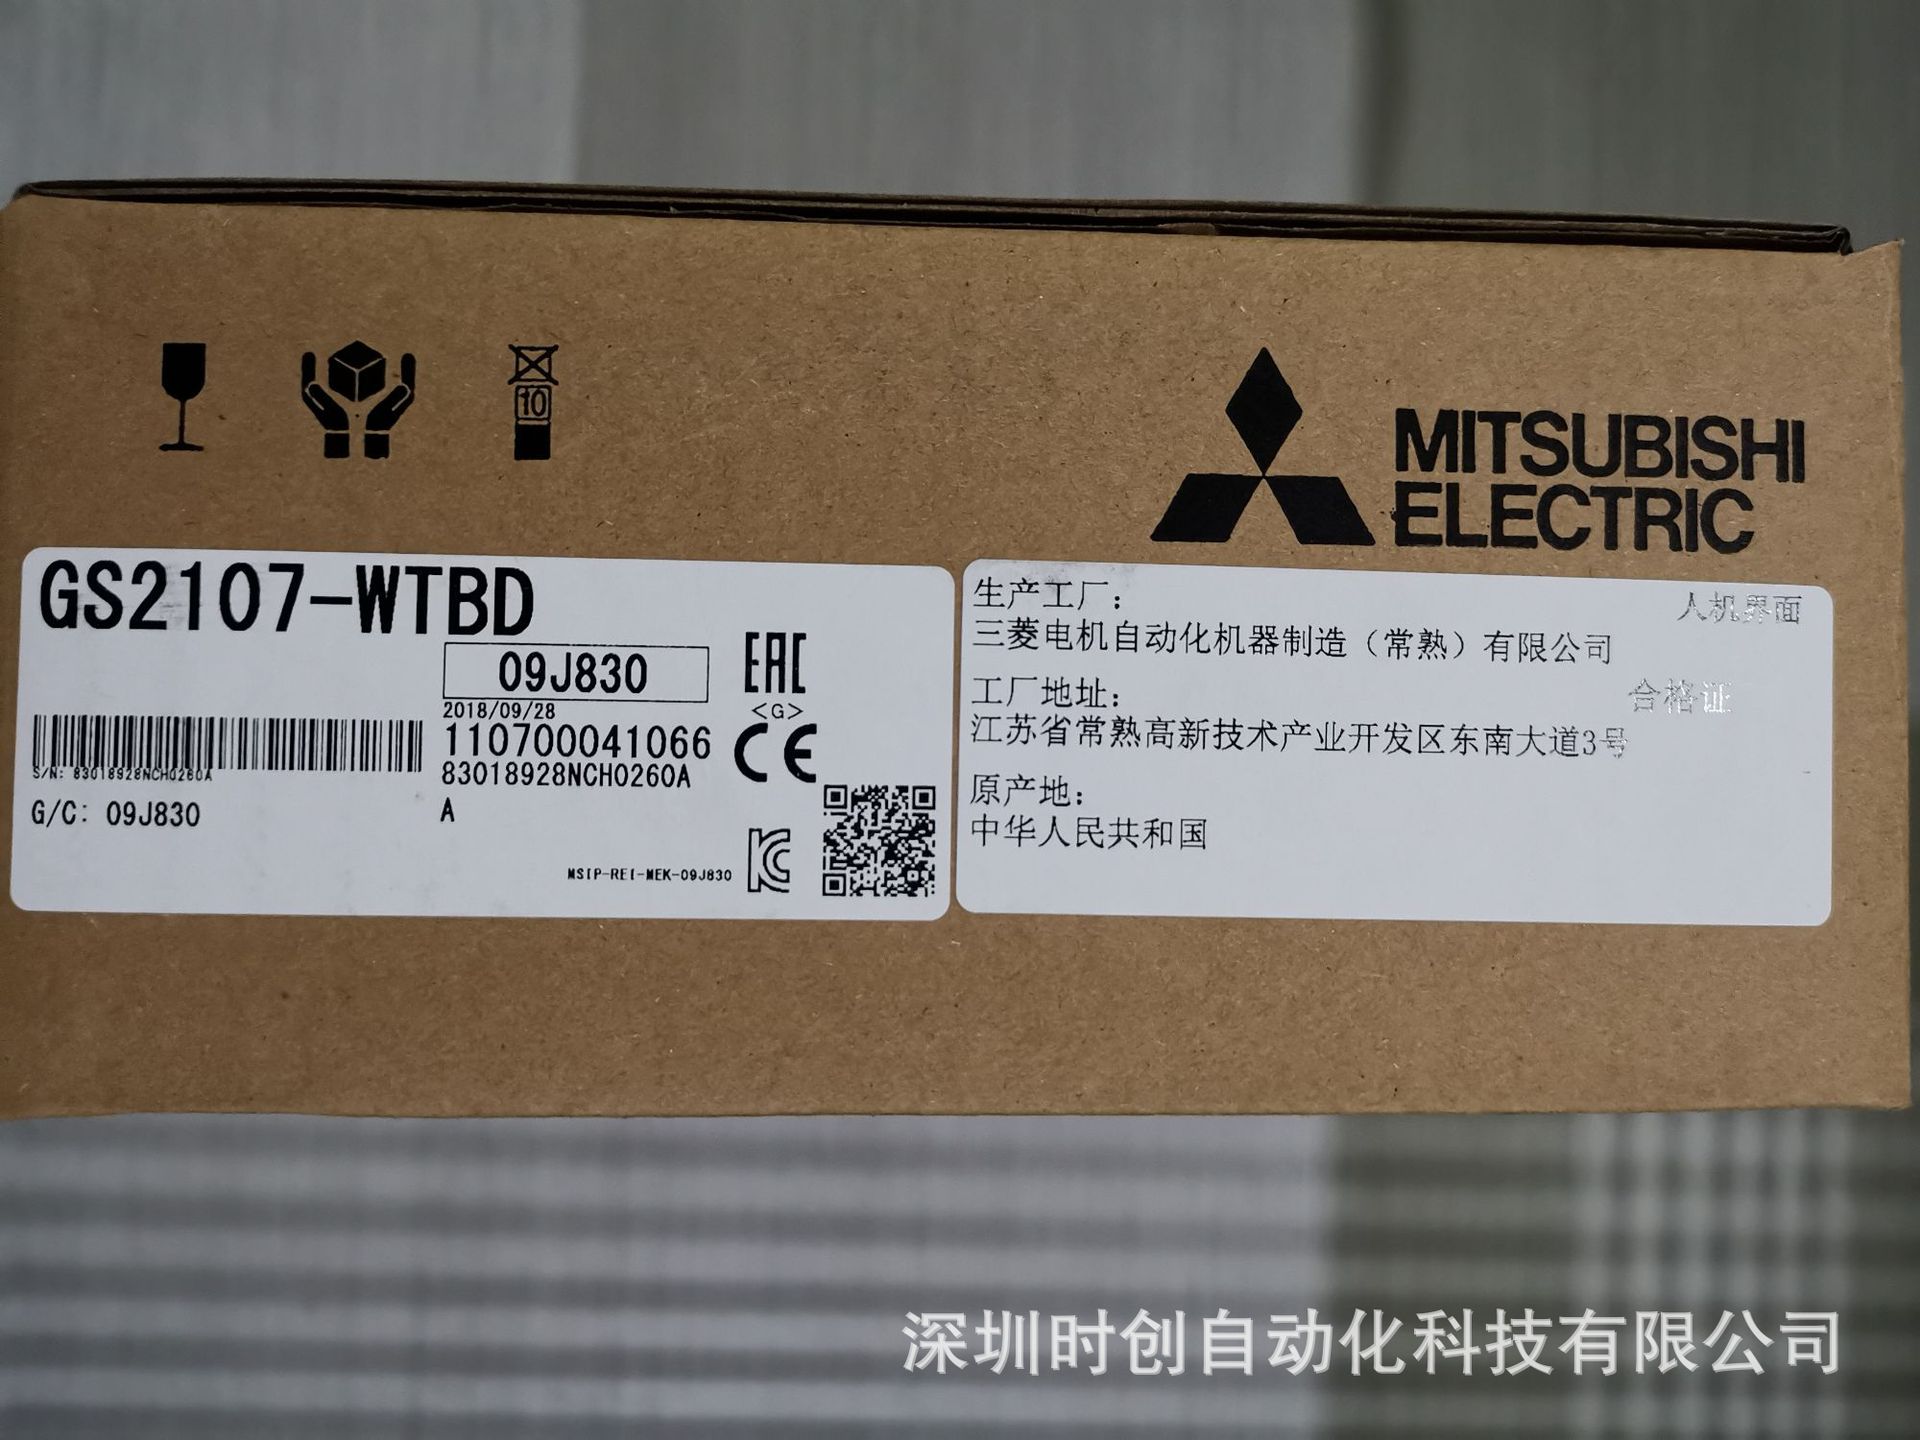 10
MITSUBISHI
ELECTRIC
GS2107-WTBD
09J830
2018/09/28
110700041066
83018928NCH0260A
A
S/N: 83018928NCH0260A
G/C: 09J830
EAC
<G>
CE
MSIP-REI-MEK-09J830
生产工厂:
人机界面
三菱电机自动化机器制造（常熟）有限公司
工厂地址:
合格证
江苏省常熟高新技术产业开发区东南大道3号
原产地:
中华人民共和国
深圳时创自动化科技有限公司